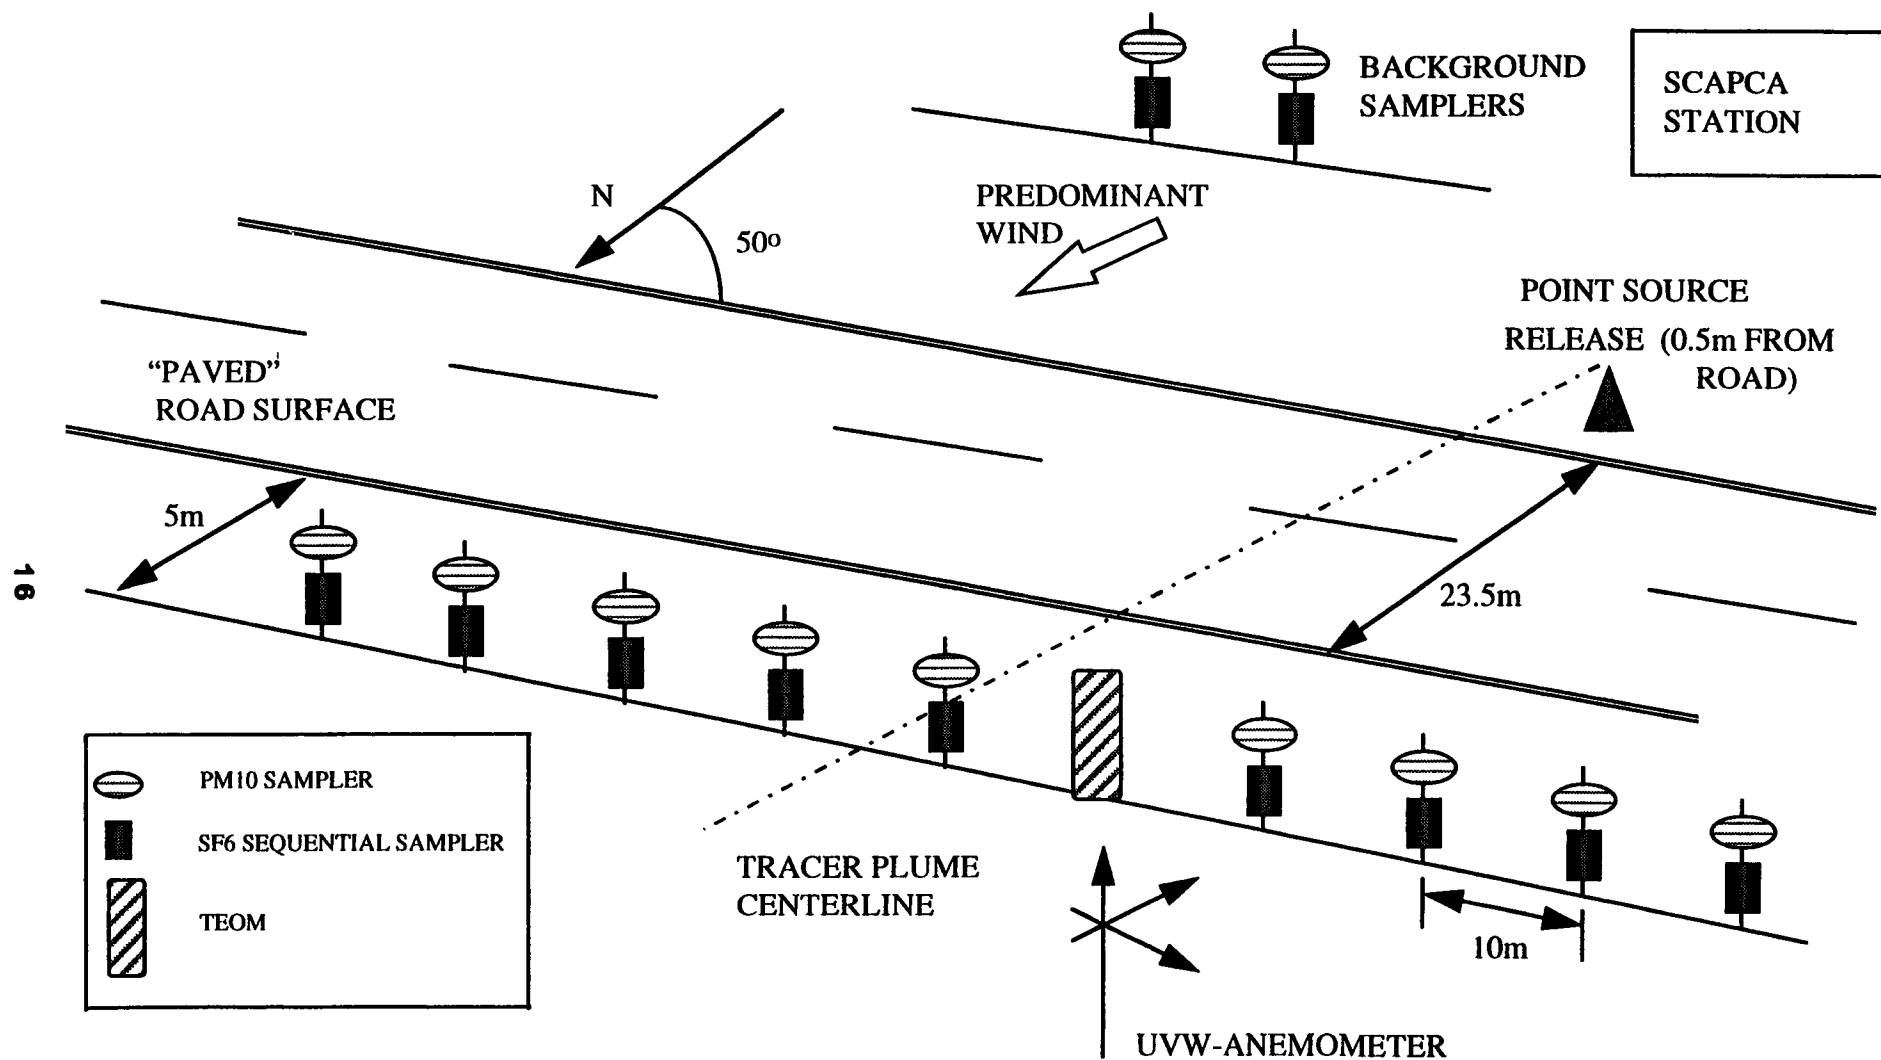 BACKGROUND
SAMPLERS
SCAPCA
STATION
N
50o
PREDOMINANT
WIND
POINT SOURCE
RELEASE (0.5m FROM
ROAD)
“PAVED”
ROAD SURFACE
5m
23.5m
16
PM10 SAMPLER
SF6 SEQUENTIAL SAMPLER
TEOM
TRACER PLUME
CENTERLINE
10m
UVW-ANEMOMETER